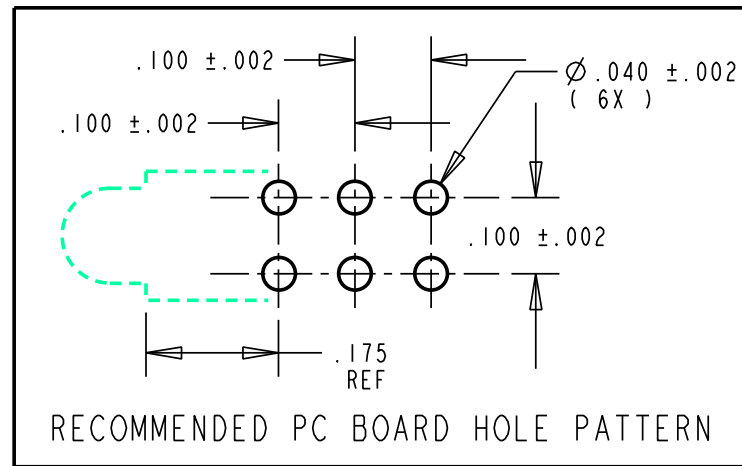 .100 ±.002
Ø .040 ±.002
( 6X )
.100 ±.002
.100 ±.002
.175
REF
RECOMMENDED PC BOARD HOLE PATTERN